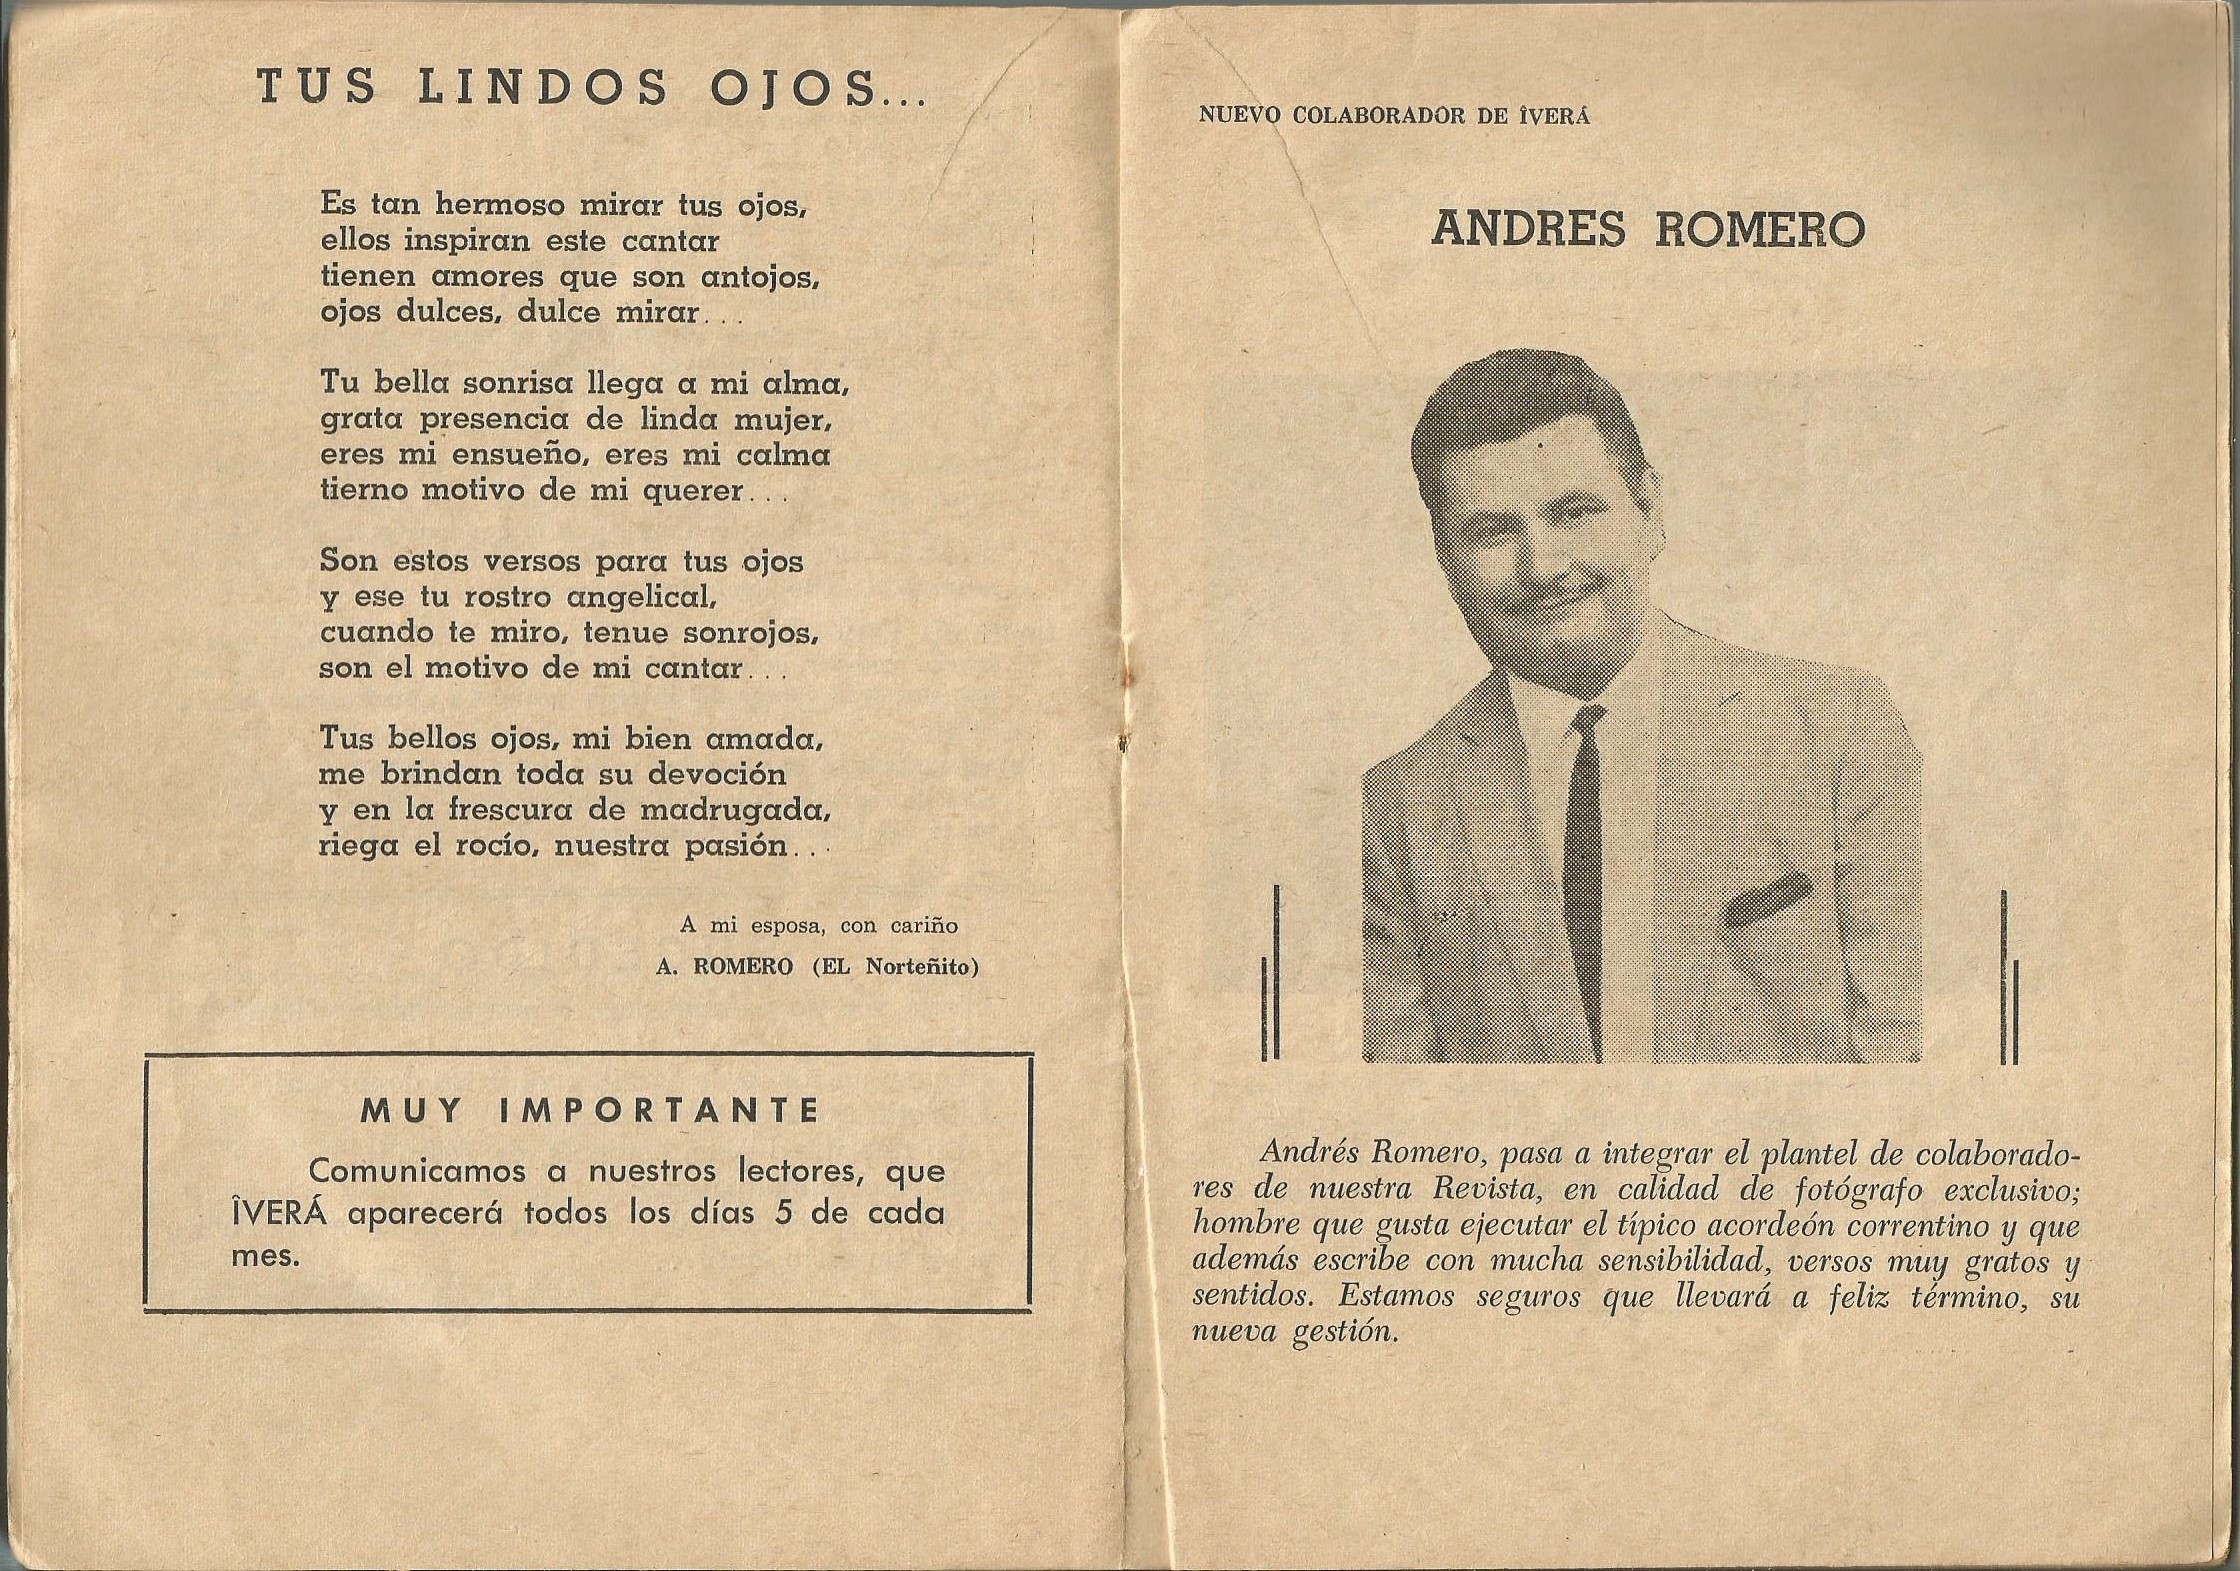 TUS LINDOS OJOS...
Es tan hermoso mirar tus ojos,
ellos inspiran este cantar
tienen amores que son antojos,
ojos dulces, dulce mirar...
Tu bella sonrisa llega a mi alma,
grata presencia de linda mujer,
eres mi ensueño, eres mi calma
tierno motivo de mi querer...
Son estos versos para tus ojos
y ese tu rostro angelical,
cuando te miro, tenue sonrojos,
son el motivo de mi cantar...
Tus bellos ojos, mi bien amada,
me brindan toda su devoción
y en la frescura de madrugada,
riega el rocío, nuestra pasión...
A mi esposa, con cariño
A. ROMERO (EL Norteñito)
MUY IMPORTANTE
Comunicamos a nuestros lectores, que
ÎVERÁ aparecerá todos los días 5 de cada
mes.
NUEVO COLABORADOR DE ÎVERÁ
ANDRES ROMERO
Andrés Romero, pasa a integrar el plantel de colaborado-
res de nuestra Revista, en calidad de fotógrafo exclusivo;
hombre que gusta ejecutar el típico acordeón correntino y que
además escribe con mucha sensibilidad, versos muy gratos y
sentidos. Estamos seguros que llevará a feliz término, su
nueva gestión.